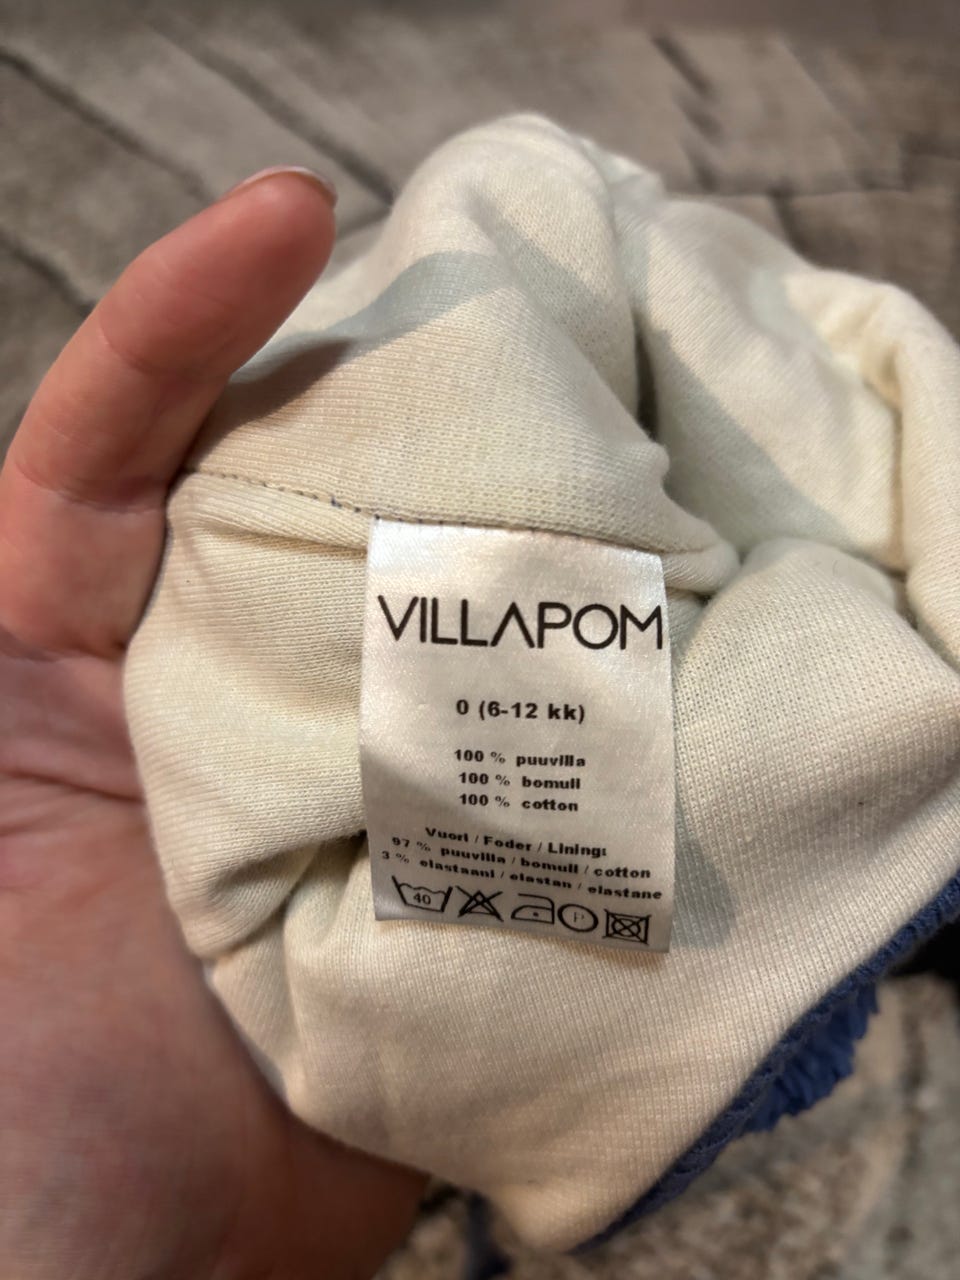 VILLAPOM
0 (6-12 kk)
100 % puuvilla
100 % bomull
100 % cotton
Vuori / Foder / Lining:
97 % puuvilla / bomull / cotton
3 % elastaani / elastan / elastane
40 P